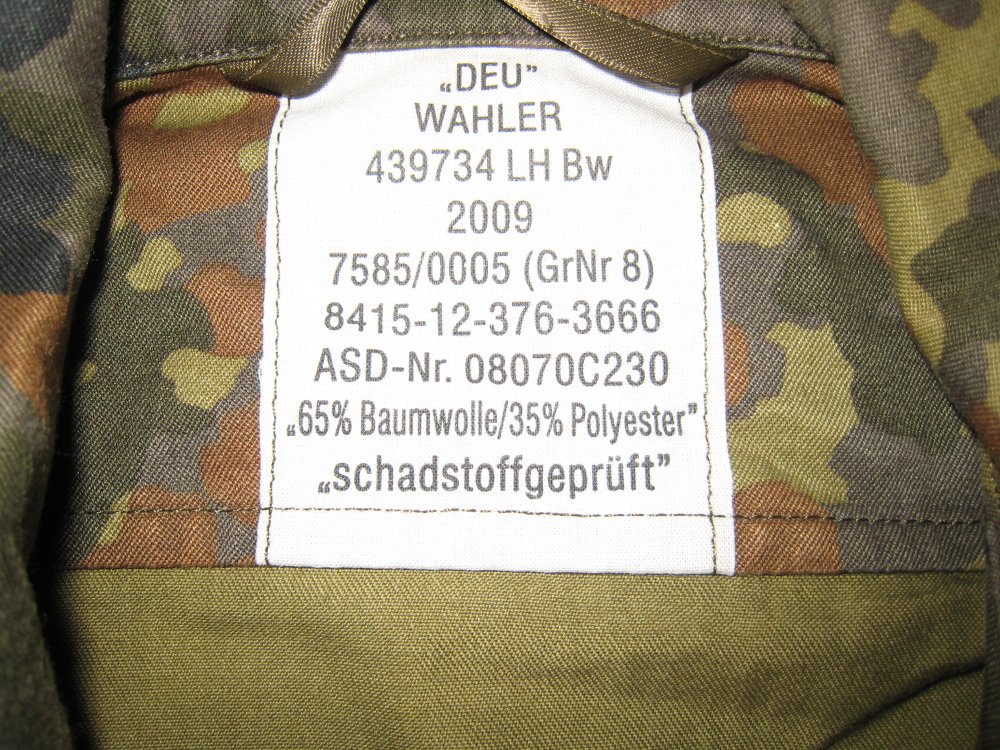 „DEU”
WAHLER
439734 LH Bw
2009
7585/0005 (GrNr 8)
8415-12-376-3666
ASD-Nr. 08070C230
„65% Baumwolle/35% Polyester”
„schadstoffgeprüft”